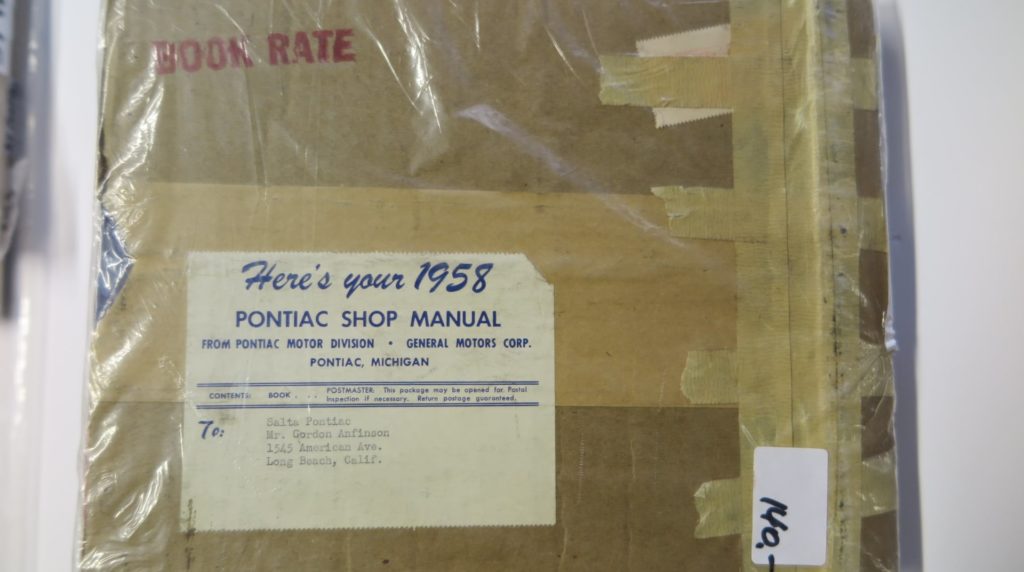 BOOK RATE
Here's your 1958
PONTIAC SHOP MANUAL
FROM PONTIAC MOTOR DIVISION • GENERAL MOTORS CORP.
PONTIAC, MICHIGAN
CONTENTS: BOOK . . . POSTMASTER: This package may be opened for Postal
Inspection if necessary. Return postage guaranteed.
To:
Salta Pontiac
Mr. Gordon Anfinson
1545 American Ave.
Long Beach, Calif.
140.-